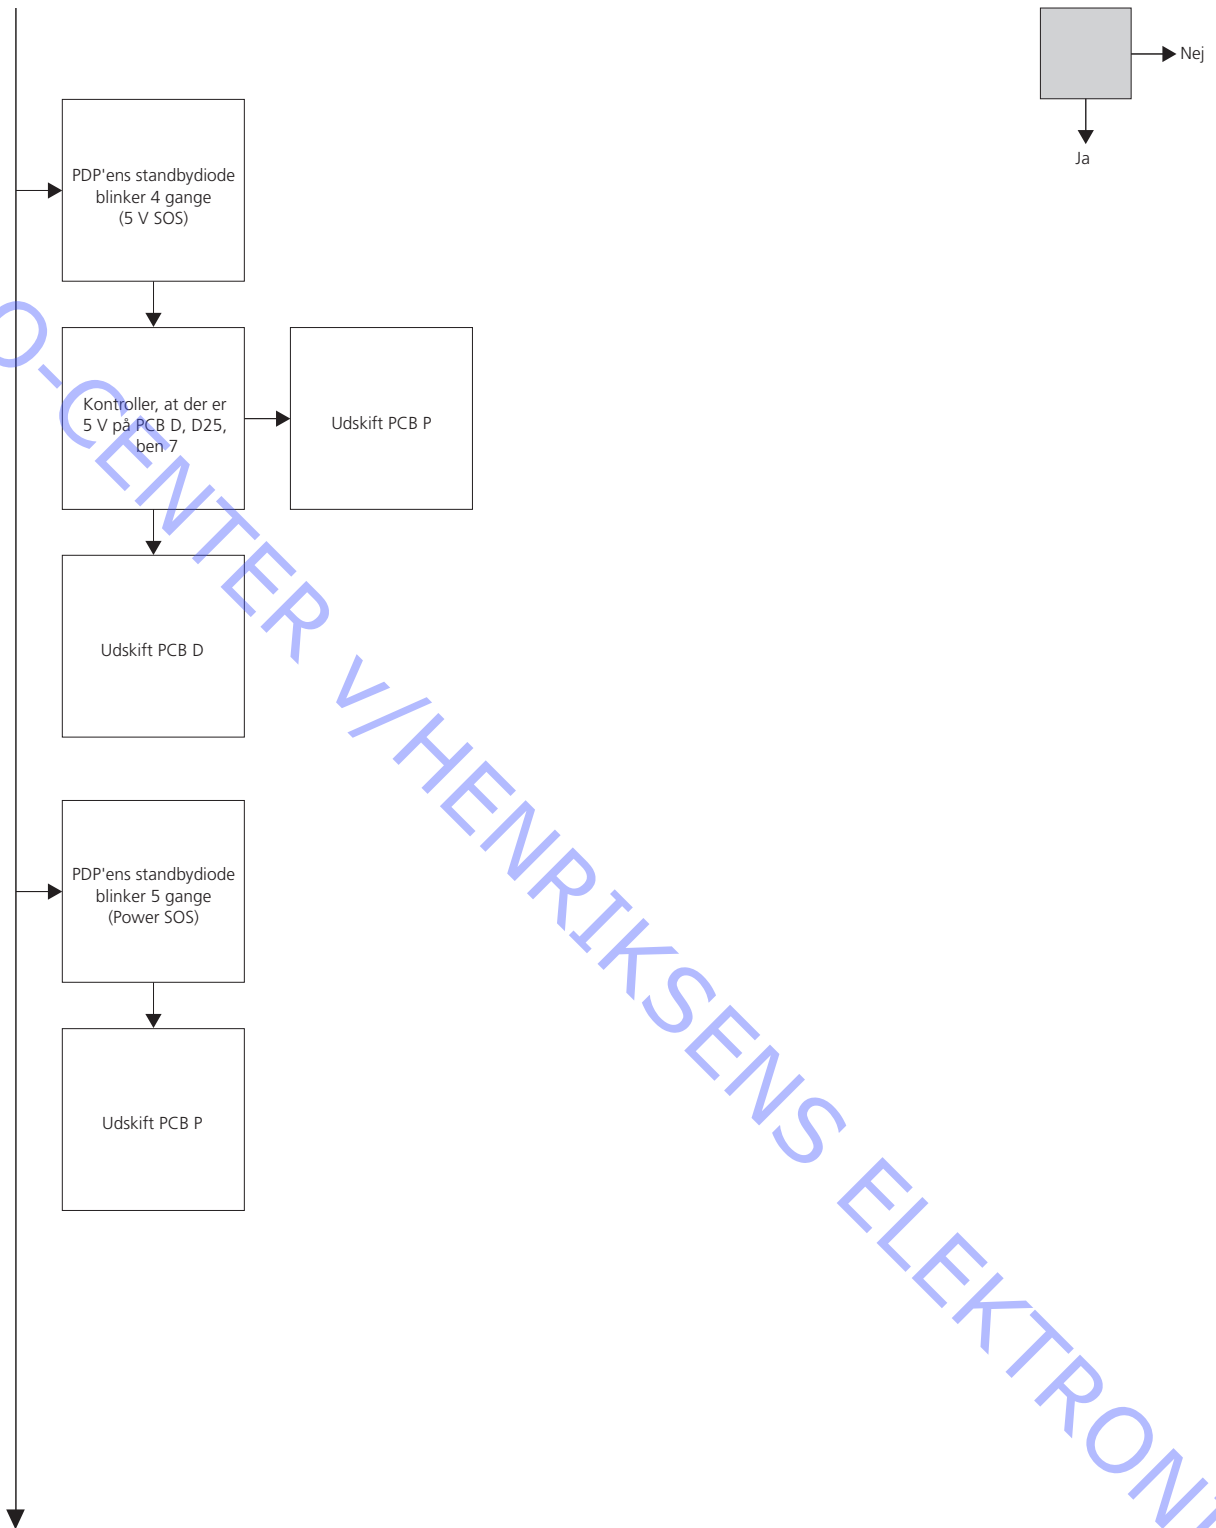 Nej
Ja
PDP'ens standbydiode
blinker 4 gange
(5 V SOS)
Kontroller, at der er
5 V på PCB D, D25,
ben 7
Udskift PCB P
Udskift PCB D
PDP'ens standbydiode
blinker 5 gange
(Power SOS)
Udskift PCB P
O-CENTER v/HENRIKSENS ELEKTRONI